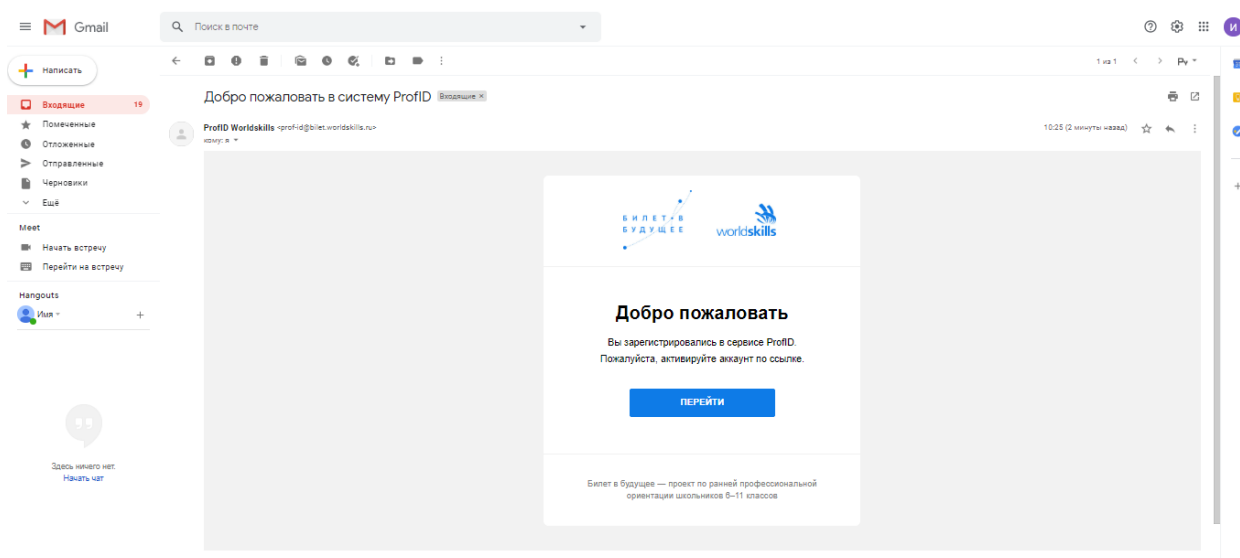 Gmail
Поиск в почте
И
Написать
1 из 1
Ру
Входящие 19
Помеченные
Отложенные
Отправленные
Черновики
Ещё
Meet
Начать встречу
Перейти на встречу
Hangouts
Имя
Здесь ничего нет.
Начать чат
Добро пожаловать в систему ProfID Входящие ×
ProfID Worldskills <prof-id@bilet.worldskills.ru>
10:25 (2 минуты назад)
кому: я
БИЛЕТ В
БУДУЩЕЕ
worldskills
Добро пожаловать
Вы зарегистрировались в сервисе ProfID.
Пожалуйста, активируйте аккаунт по ссылке.
ПЕРЕЙТИ
Билет в будущее — проект по ранней профессиональной
ориентации школьников 6–11 классов